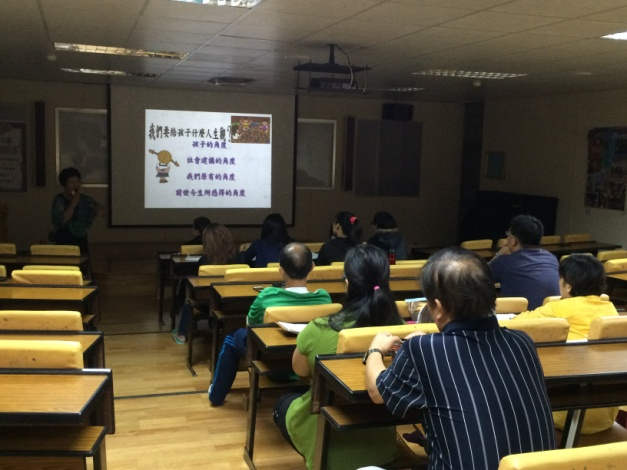 我們要給孩子什麼人生觀?
孩子的角度
社會建構的角度
我們原有的角度
前世今生所感得的角度